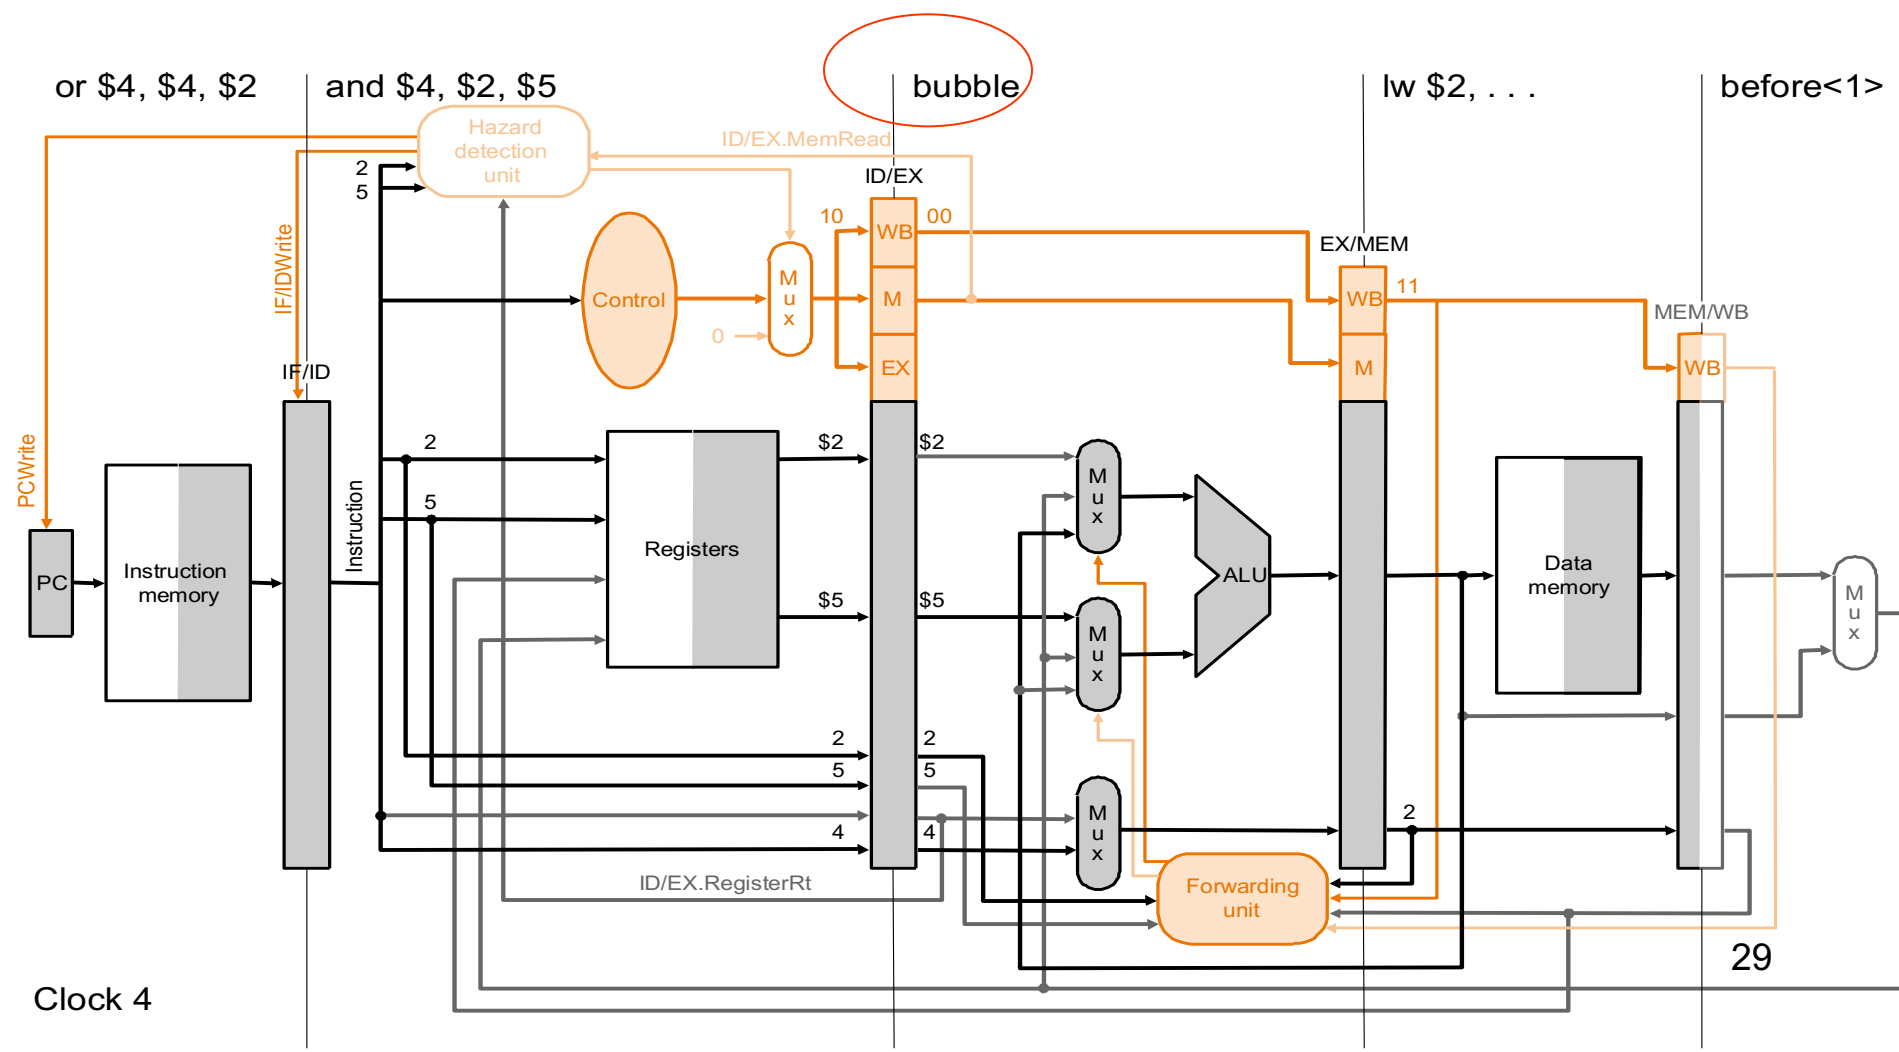 or $4, $4, $2
and $4, $2, $5
bubble
lw $2, . . .
before<1>
Hazard
detection
unit
ID/EX.MemRead
2
5
ID/EX
10
WB
00
EX/MEM
IF/IDWrite
Control
M
u
x
M
WB
11
MEM/WB
0
EX
M
WB
IF/ID
PCWrite
2
$2
$2
M
u
x
5
Instruction
Registers
PC
Instruction
memory
ALU
Data
memory
M
u
x
$5
$5
M
u
x
2
2
5
5
4
4
M
u
x
2
ID/EX.RegisterRt
Forwarding
unit
29
Clock 4